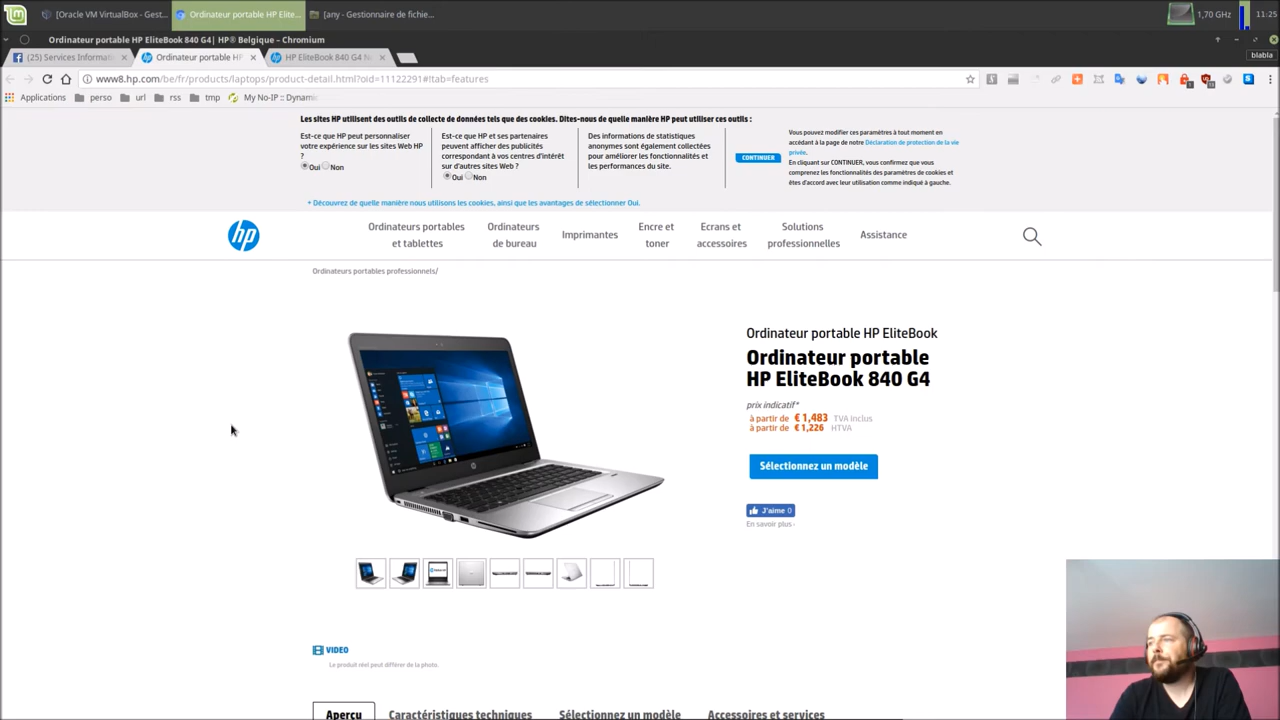 [Oracle VM VirtualBox - Gest...
Ordinateur portable HP Elite...
[any - Gestionnaire de fichie...
1,70 GHz
11:25
Ordinateur portable HP EliteBook 840 G4| HP® Belgique - Chromium
(25) Services Informati
Ordinateur portable HP
HP EliteBook 840 G4 N
blabla
www8.hp.com/be/fr/products/laptops/product-detail.html?oid=11122291#!tab=features
Applications
perso
url
rss
tmp
My No-IP :: Dynami
Les sites HP utilisent des outils de collecte de données tels que des cookies. Dites-nous de quelle manière HP peut utiliser ces outils :
Est-ce que HP peut personnaliser
votre expérience sur les sites Web HP
?
Oui Non
Est-ce que HP et ses partenaires
peuvent afficher des publicités
correspondant à vos centres d'intérêt
sur d'autres sites Web ?
Oui Non
Des informations de statistiques
anonymes sont également collectées
pour améliorer les fonctionnalités et
les performances du site.
CONTINUER
Vous pouvez modifier ces paramètres à tout moment en
accédant à la page de notre Déclaration de protection de la vie
privée.
En cliquant sur CONTINUER, vous confirmez que vous
comprenez les fonctionnalités des paramètres de cookies et
êtes d'accord avec leur utilisation comme indiqué à gauche.
* Découvrez de quelle manière nous utilisons les cookies, ainsi que les avantages de sélectionner Oui.
hp
Ordinateurs portables
et tablettes
Ordinateurs
de bureau
Imprimantes
Encre et
toner
Ecrans et
accessoires
Solutions
professionnelles
Assistance
Ordinateurs portables professionnels/
Ordinateur portable HP EliteBook
Ordinateur portable
HP EliteBook 840 G4
prix indicatif*
à partir de € 1,483 TVA inclus
à partir de € 1,226 HTVA
Sélectionnez un modèle
J'aime 0
En savoir plus ›
VIDEO
Le produit réel peut différer de la photo.
Aperçu
Caractéristiques techniques
Sélectionnez un modèle
Accessoires et services